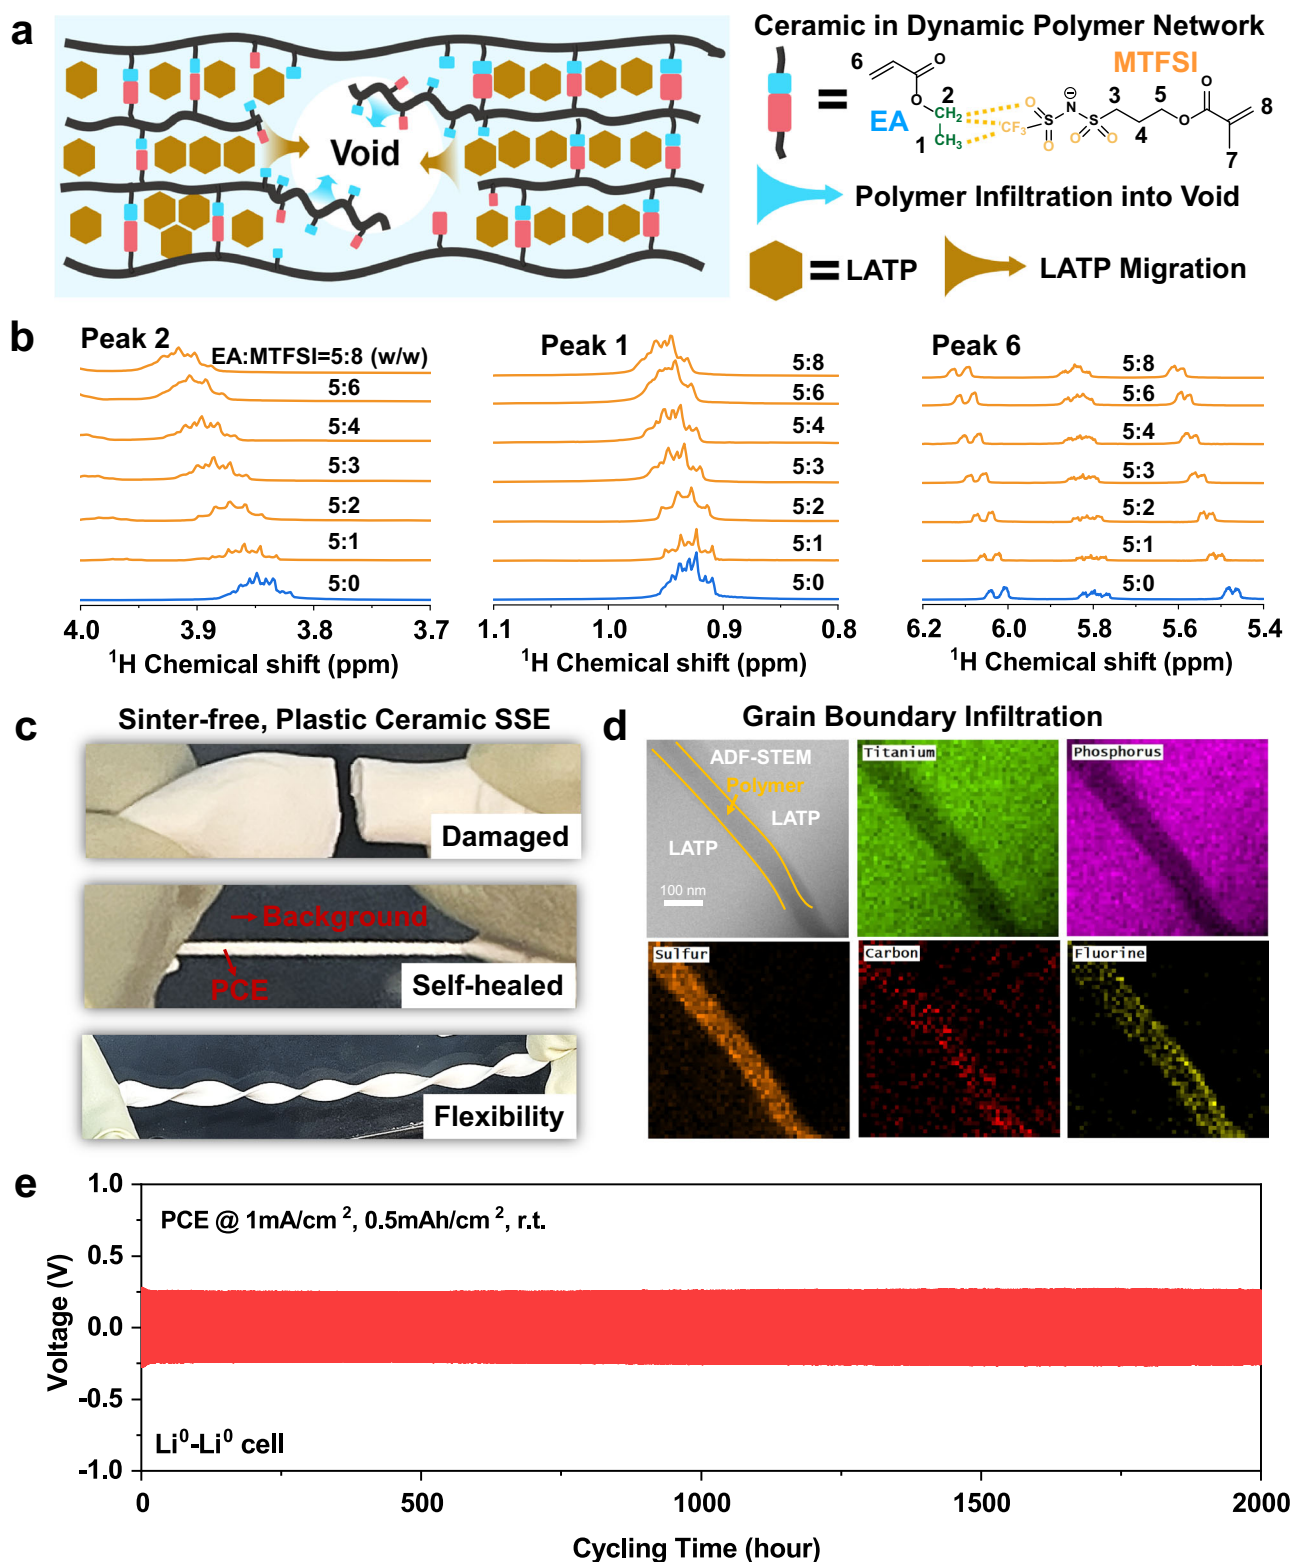 a
Void
Ceramic in Dynamic Polymer Network
6
O
O
2
CH₂
EA
1
CH₃
MTFSI
O
CF₃
S
O
N
⊖
S
O
O
3
4
5
O
O
8
7
=
Polymer Infiltration into Void
= LATP
LATP Migration
b
Peak 2
EA:MTFSI=5:8 (w/w)
5:6
5:4
5:3
5:2
5:1
5:0
4.0 3.9 3.8 3.7
¹H Chemical shift (ppm)
Peak 1
5:8
5:6
5:4
5:3
5:2
5:1
5:0
1.1 1.0 0.9 0.8
¹H Chemical shift (ppm)
Peak 6
5:8
5:6
5:4
5:3
5:2
5:1
5:0
6.2 6.0 5.8 5.6 5.4
¹H Chemical shift (ppm)
c
Sinter-free, Plastic Ceramic SSE
Damaged
Background
PCE
Self-healed
Flexibility
d
Grain Boundary Infiltration
ADF-STEM
Polymer
LATP
LATP
100 nm
Titanium
Phosphorus
Sulfur
Carbon
Fluorine
e
1.0
0.5
0.0
-0.5
-1.0
Voltage (V)
PCE @ 1mA/cm², 0.5mAh/cm², r.t.
Li⁰-Li⁰ cell
0 500 1000 1500 2000
Cycling Time (hour)